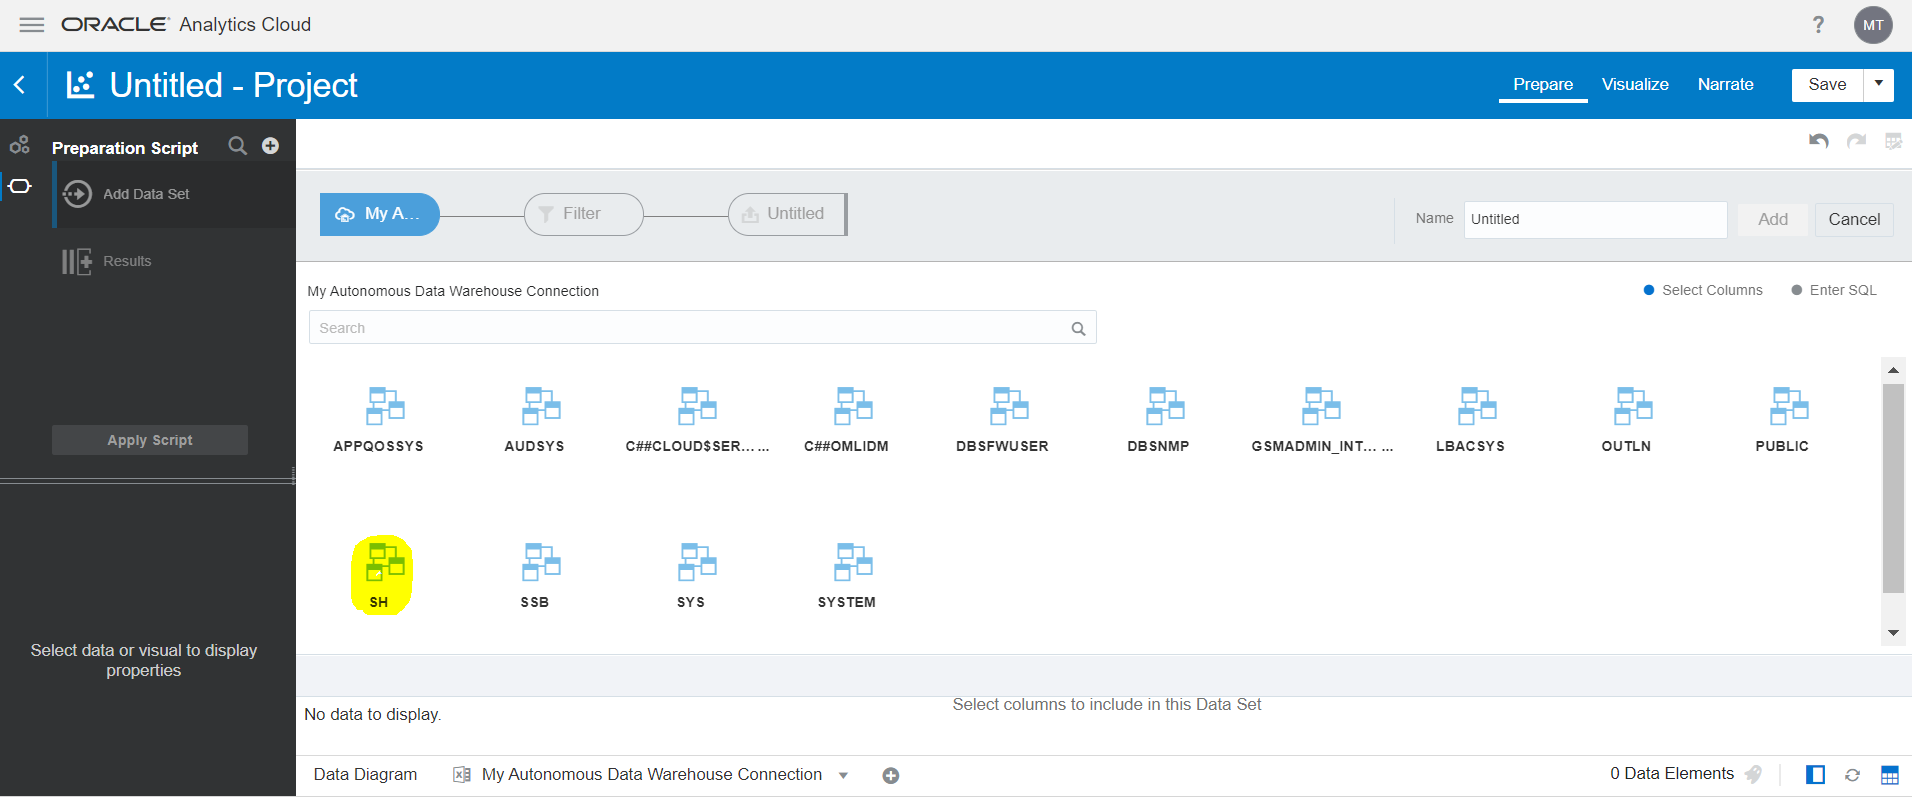 ORACLE Analytics Cloud
?
MT
Untitled - Project
Prepare
Visualize
Narrate
Save
Preparation Script
Add Data Set
Results
Apply Script
Select data or visual to display
properties
My A...
Filter
Untitled
Name
Untitled
Add
Cancel
My Autonomous Data Warehouse Connection
Select Columns
Enter SQL
Search
APPQOSSYS
AUDSYS
C##CLOUD$SER... ...
C##OMLIDM
DBSFWUSER
DBSNMP
GSMADMIN_INT... ...
LBACSYS
OUTLN
PUBLIC
SH
SSB
SYS
SYSTEM
Select columns to include in this Data Set
No data to display.
Data Diagram
My Autonomous Data Warehouse Connection
0 Data Elements